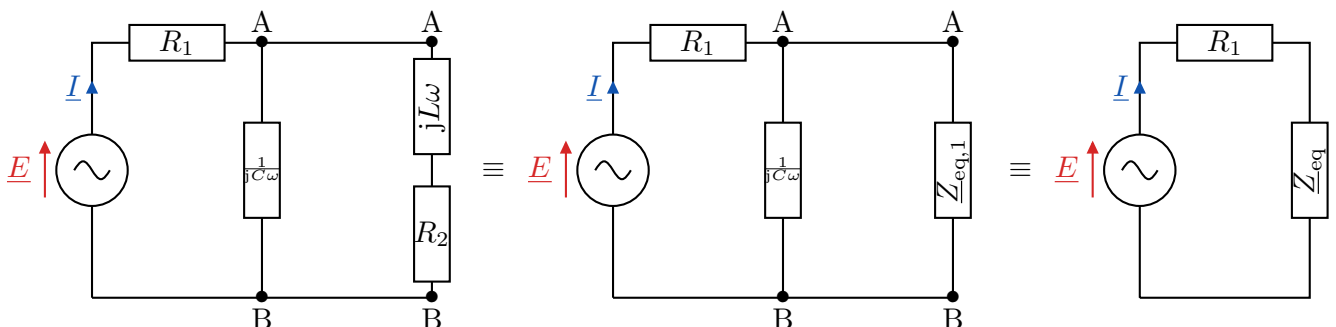 A A A A
R₁ R₁ R₁
I I I
jLω
E 1/jCω ≡ E 1/jCω Z_eq,1 ≡ E Z_eq
R₂
B B B B